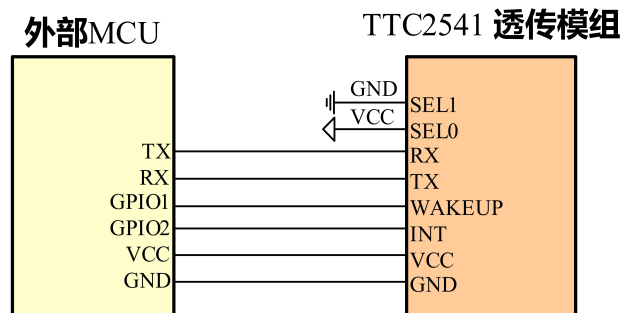 外部MCU
TTC2541 透传模组
GND
SEL1
VCC
SEL0
TX
RX
RX
TX
GPIO1
WAKEUP
GPIO2
INT
VCC
VCC
GND
GND